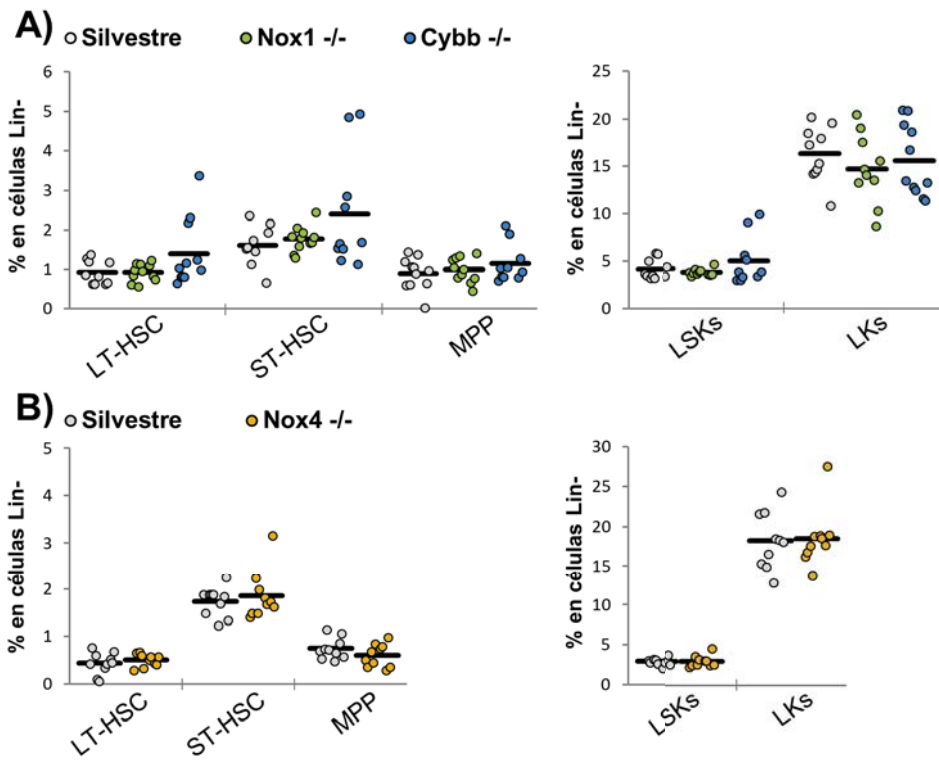 A) Silvestre Nox1 -/- Cybb -/-
% en células Lin-
6
5
4
3
2
1
0
LT-HSC ST-HSC MPP
% en células Lin-
25
20
15
10
5
0
LSKs LKs
B) Silvestre Nox4 -/-
% en células Lin-
5
4
3
2
1
0
LT-HSC ST-HSC MPP
% en células Lin-
30
25
20
15
10
5
0
LSKs LKs